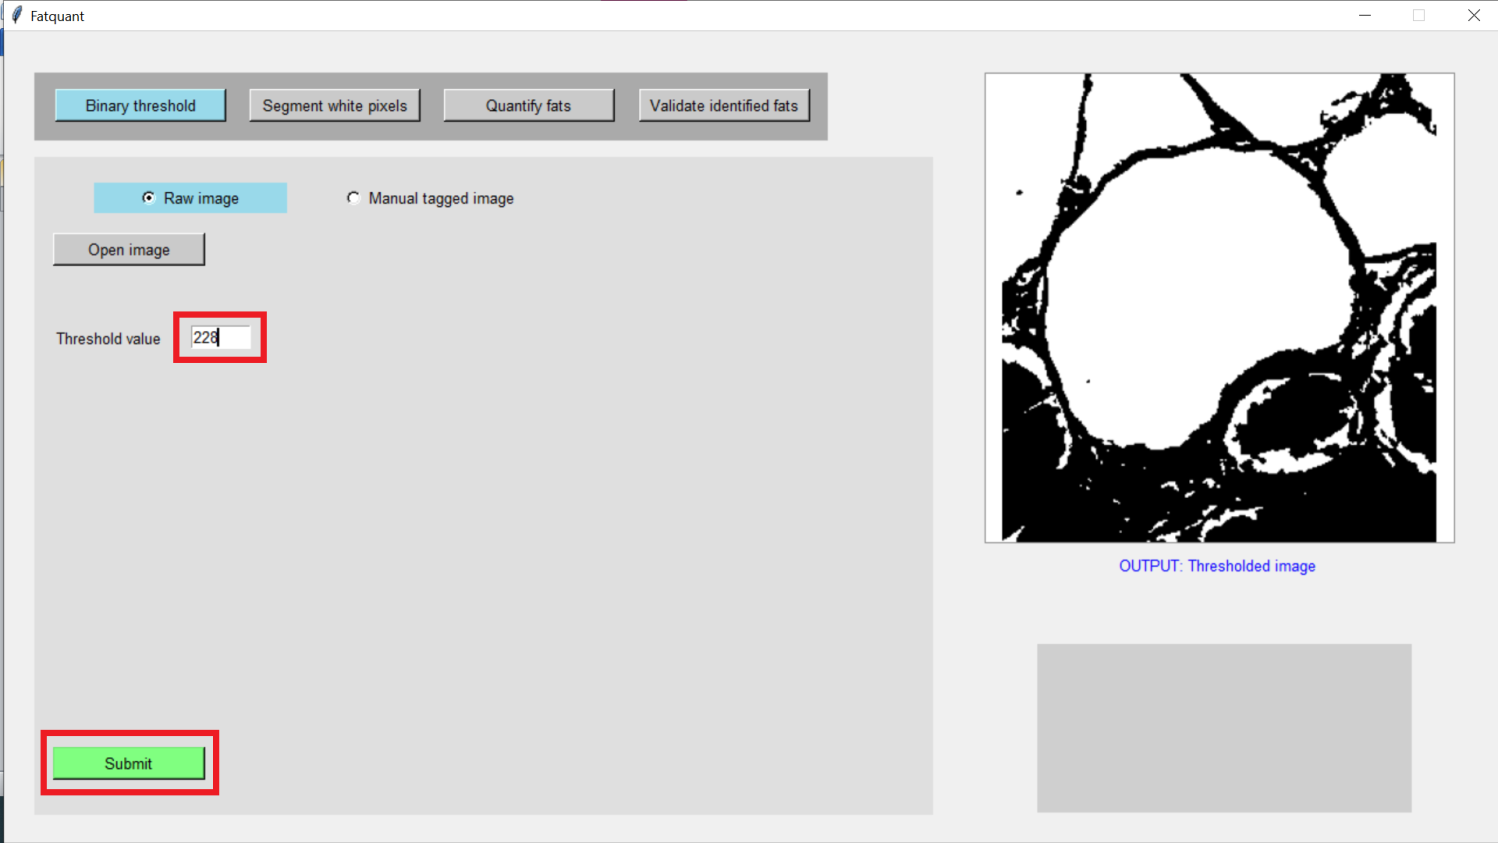 Fatquant
Binary threshold Segment white pixels Quantify fats Validate identified fats
Raw image Manual tagged image
Open image
Threshold value 228
Submit
OUTPUT: Thresholded image